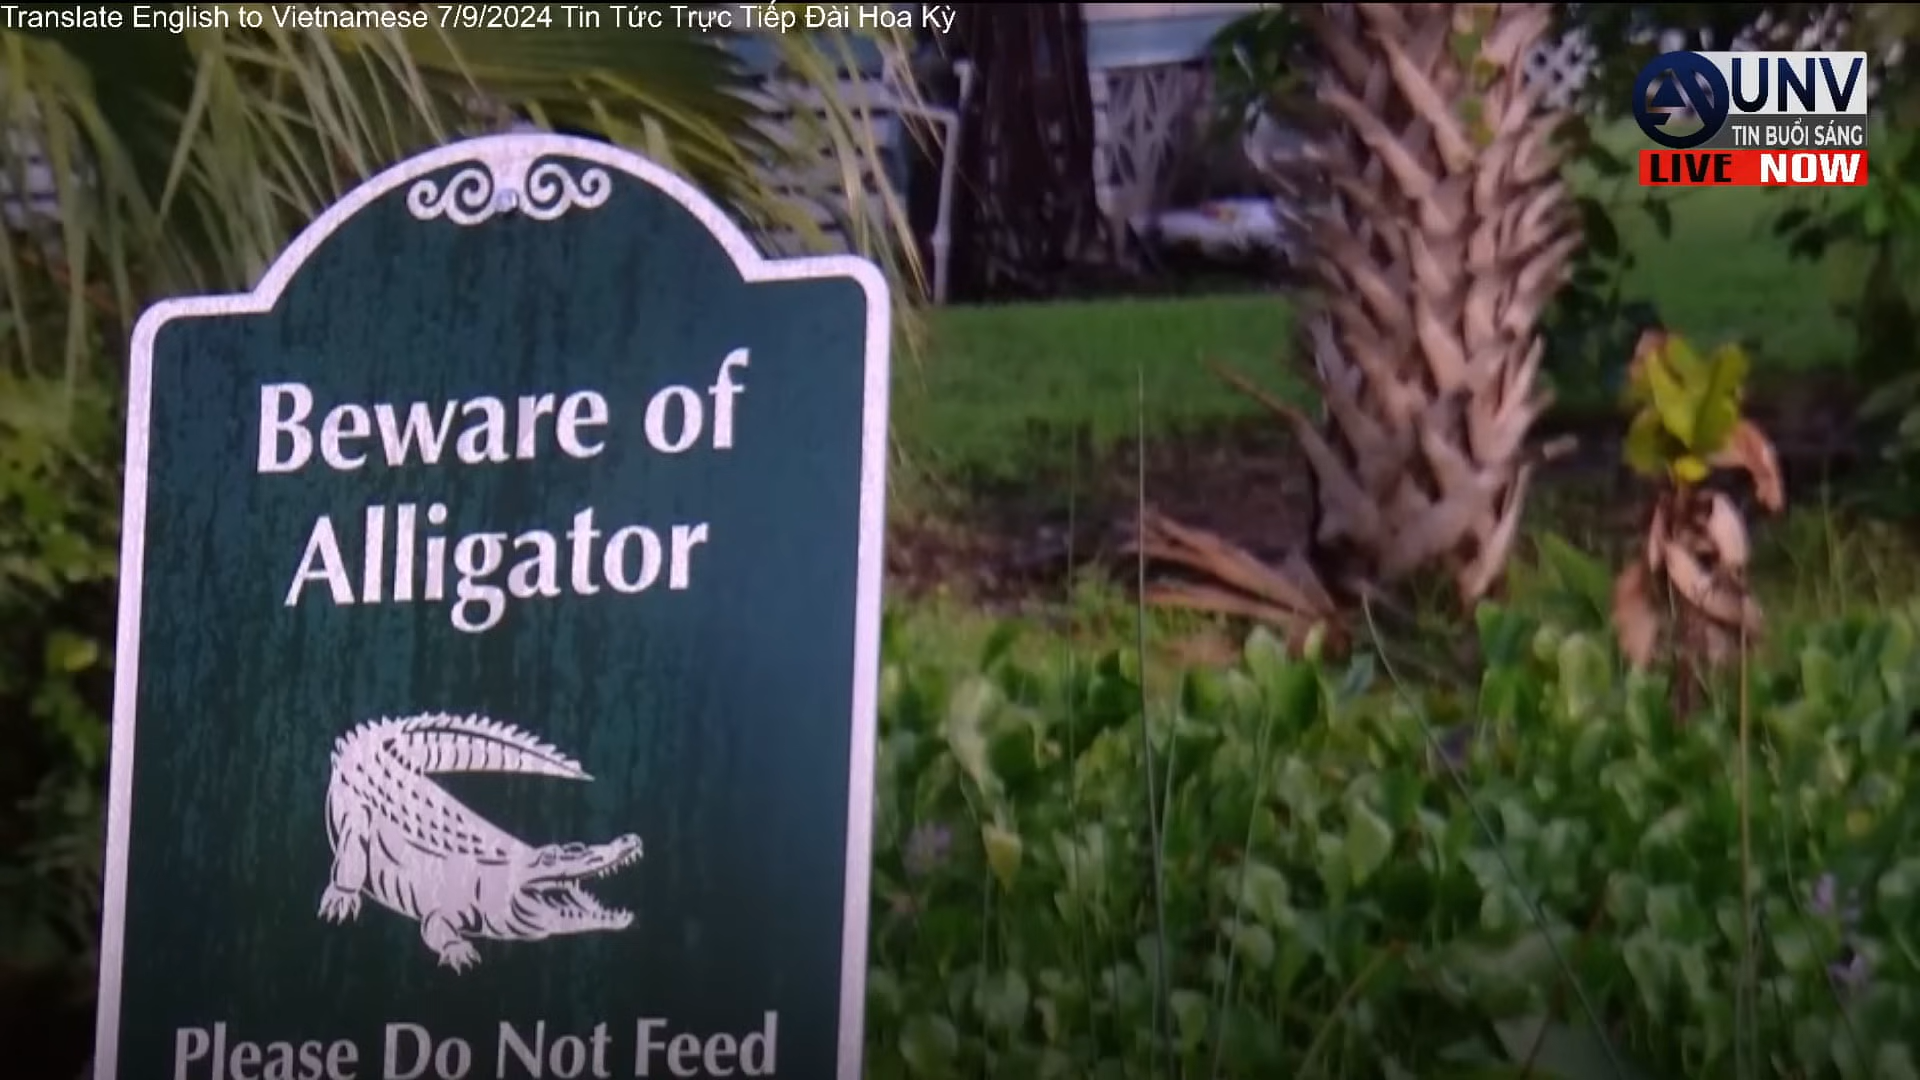 Translate English to Vietnamese 7/9/2024 Tin Tức Trực Tiếp Đài Hoa Kỳ
UNV
TIN BUỔI SÁNG
LIVE NOW
Beware of
Alligator
Please Do Not Feed